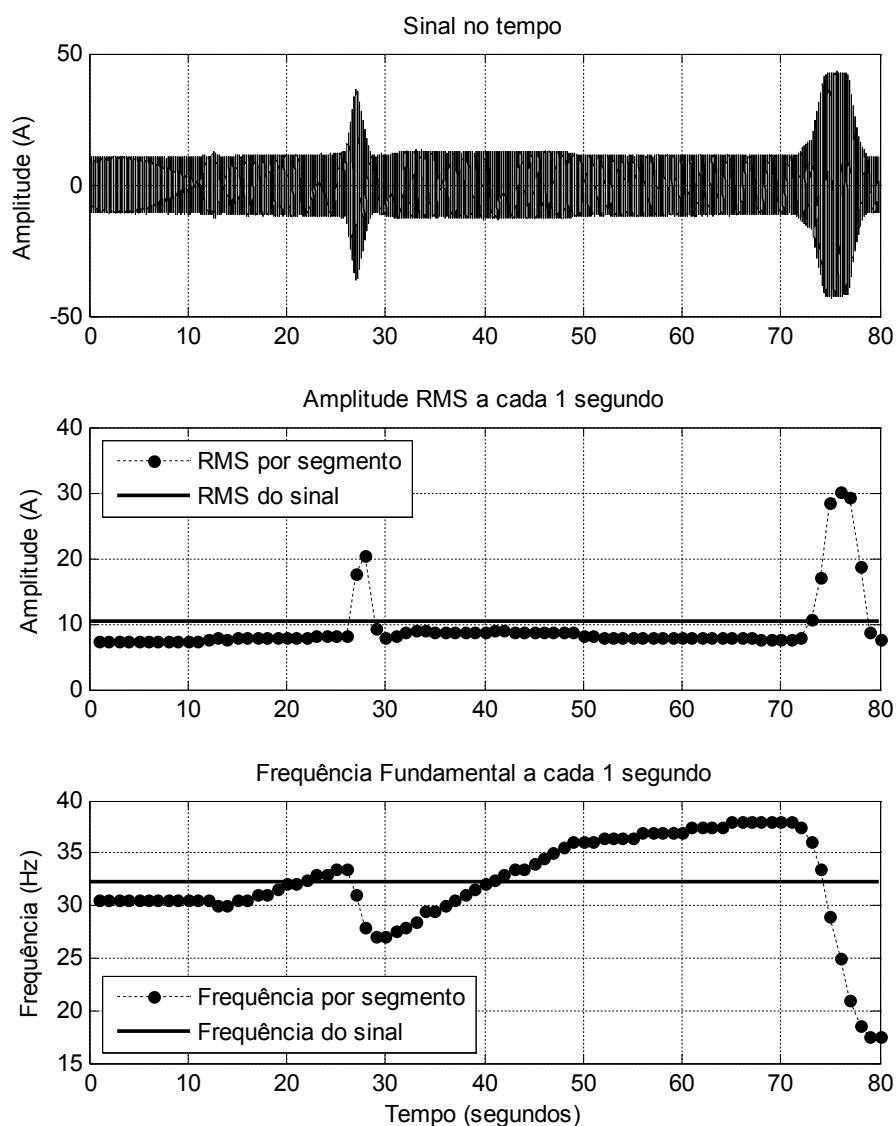 Sinal no tempo
Amplitude (A)
50
0
-50
0 10 20 30 40 50 60 70 80
Amplitude RMS a cada 1 segundo
Amplitude (A)
40
30
20
10
0
RMS por segmento
RMS do sinal
0 10 20 30 40 50 60 70 80
Frequência Fundamental a cada 1 segundo
Frequência (Hz)
40
35
30
25
20
15
Frequência por segmento
Frequência do sinal
0 10 20 30 40 50 60 70 80
Tempo (segundos)